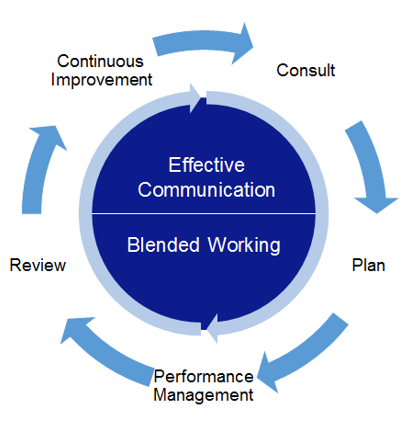 Continuous
Improvement
Consult
Effective
Communication
Blended Working
Review
Plan
Performance
Management